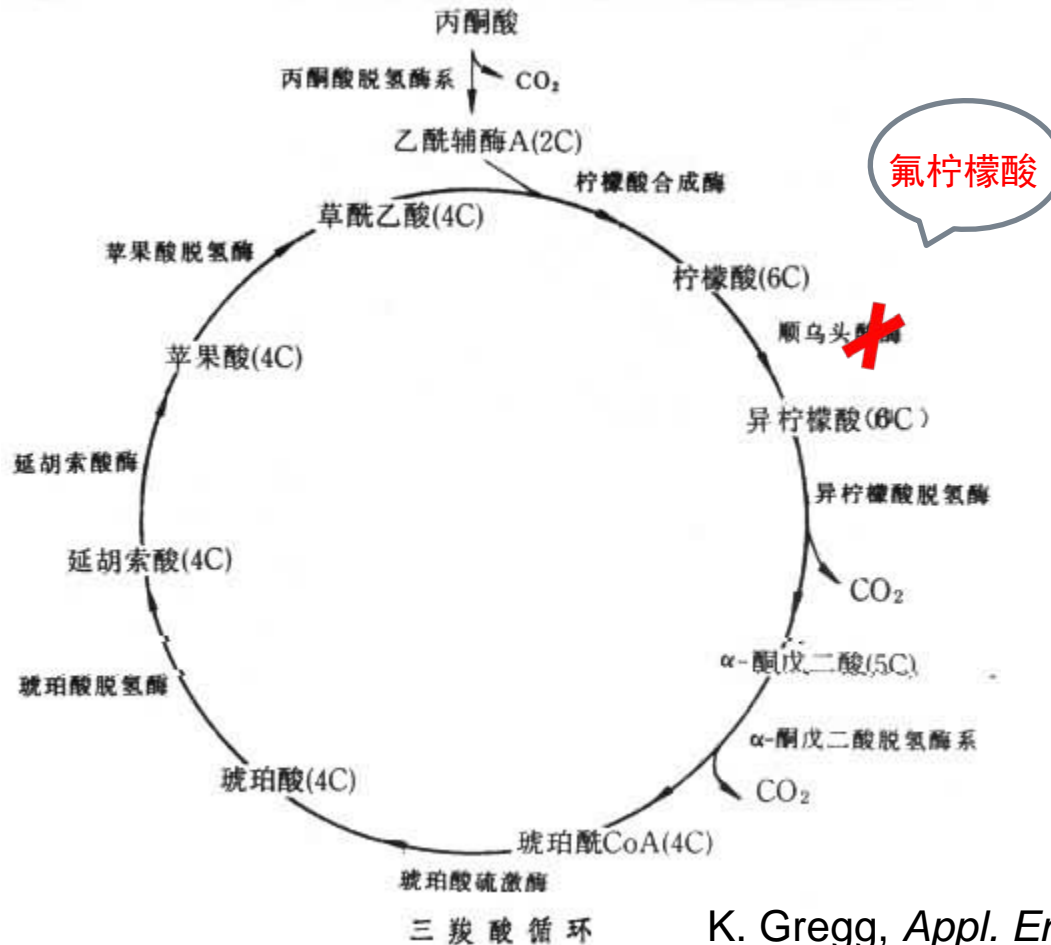 丙酮酸
丙酮酸脱氢酶系
CO₂
乙酰辅酶A(2C)
柠檬酸合成酶
氟柠檬酸
草酰乙酸(4C)
苹果酸脱氢酶
柠檬酸(6C)
顺乌头酶
苹果酸(4C)
异柠檬酸(6C)
延胡索酸酶
异柠檬酸脱氢酶
延胡索酸(4C)
CO₂
α-酮戊二酸(5C)
琥珀酸脱氢酶
α-酮戊二酸脱氢酶系
琥珀酸(4C)
CO₂
琥珀酰CoA(4C)
琥珀酸硫激酶
三羧酸循环
K. Gregg, Appl. En